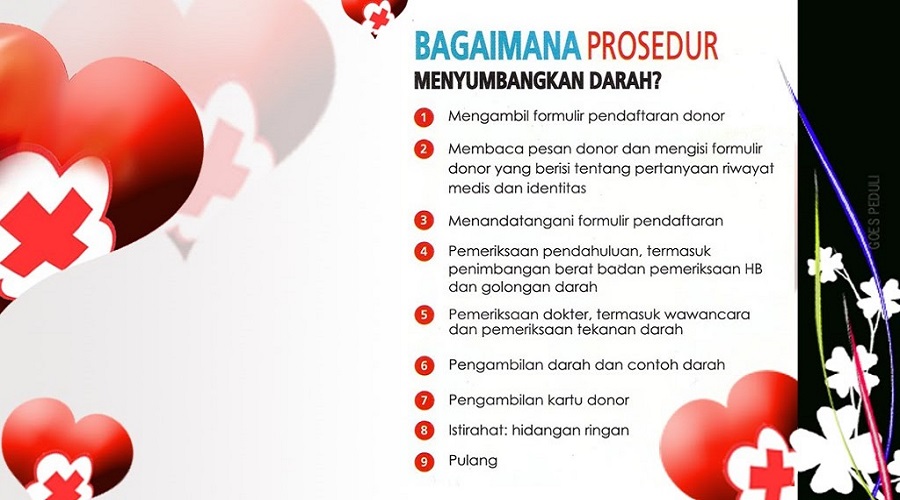 BAGAIMANA PROSEDUR
MENYUMBANGKAN DARAH?
1 Mengambil formulir pendaftaran donor
2 Membaca pesan donor dan mengisi formulir
donor yang berisi tentang pertanyaan riwayat
medis dan identitas
3 Menandatangani formulir pendaftaran
4 Pemeriksaan pendahuluan, termasuk
penimbangan berat badan pemeriksaan HB
dan golongan darah
5 Pemeriksaan dokter, termasuk wawancara
dan pemeriksaan tekanan darah
6 Pengambilan darah dan contoh darah
7 Pengambilan kartu donor
8 Istirahat: hidangan ringan
9 Pulang
GOES PEDULI